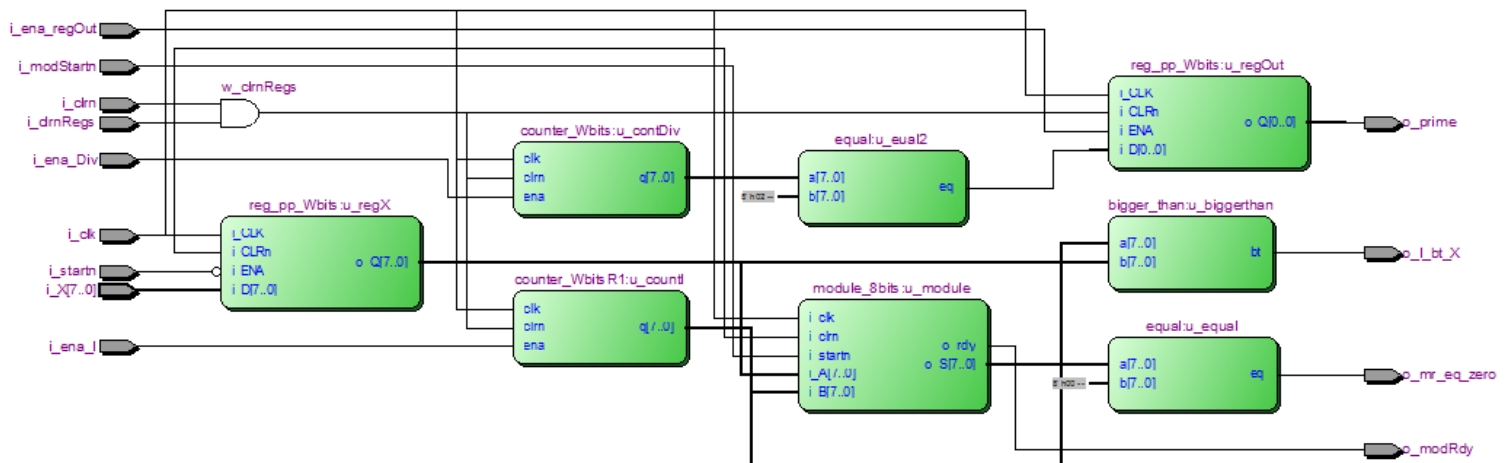 i_ena_regOut
i_modStartn
i_clrn
i_clrnRegs
i_ena_Div
i_clk
i_startn
i_X[7..0]
i_ena_I
w_clrnRegs
reg_pp_Wbits:u_regX
i_CLK
i CLRn
i ENA
i D[7..0]
o Q[7..0]
counter_Wbits:u_contDiv
clk
clrn
ena
q[7..0]
counter_Wbits R1:u_countI
clk
clrn
ena
q[7..0]
equal:u_eual2
a[7..0]
b[7..0]
eq
8' h02 --
module_8bits:u_module
i clk
i clrn
i startn
i_A[7..0]
i B[7..0]
o rdy
o S[7..0]
reg_pp_Wbits:u_regOut
i_CLK
i CLRn
i ENA
i D[0..0]
o Q[0..0]
bigger_than:u_biggerthan
a[7..0]
b[7..0]
bt
equal:u_equal
a[7..0]
b[7..0]
eq
8' h00 --
o_prime
o_I_bt_X
o_mr_eq_zero
o_modRdy